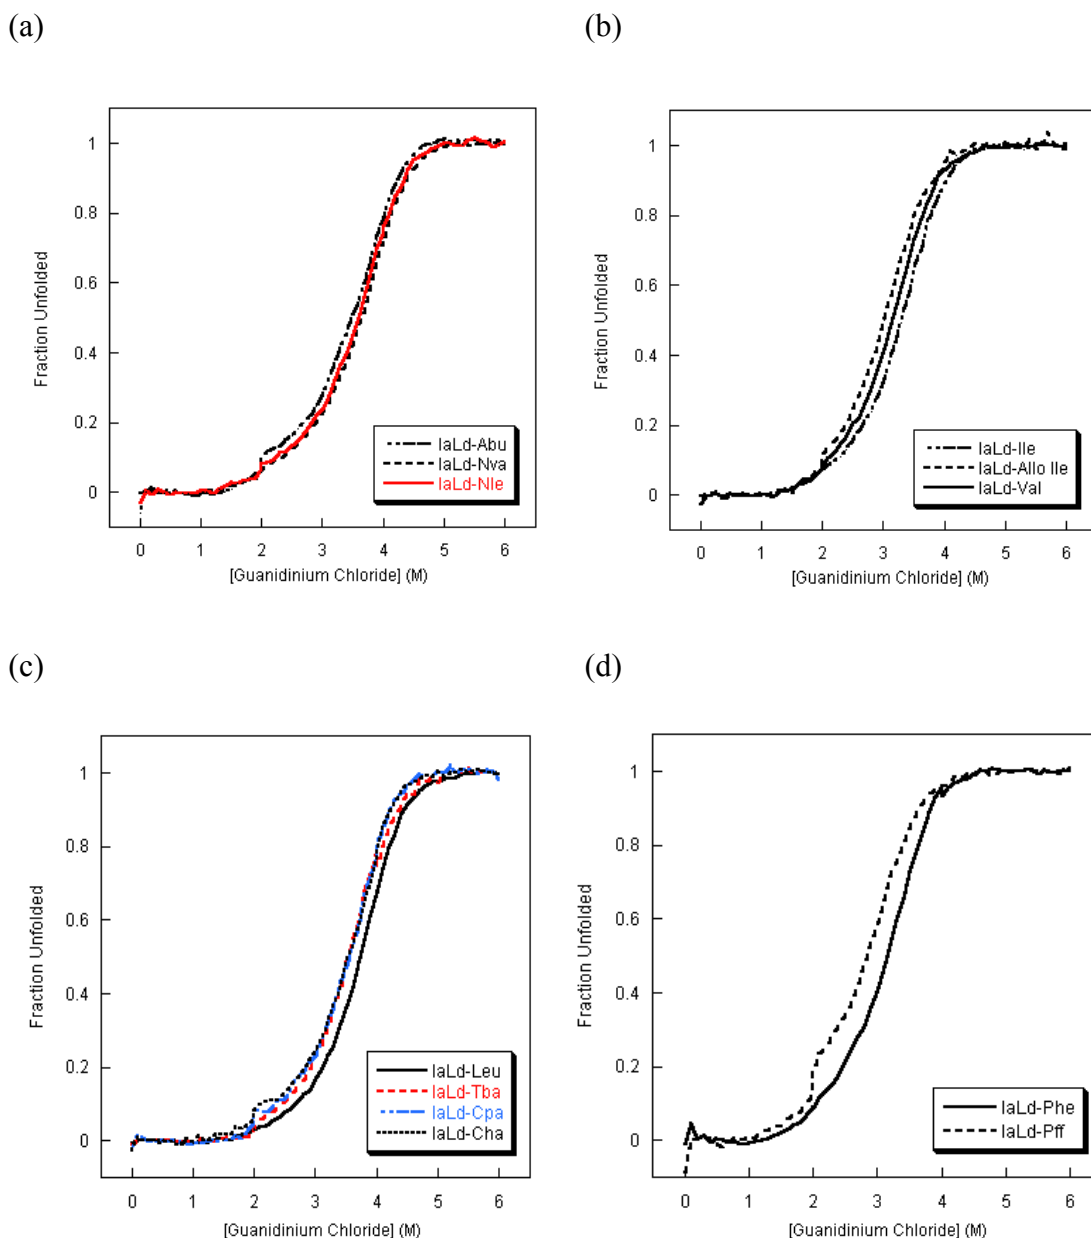 (a)
(b)
Fraction Unfolded
1
0.8
0.6
0.4
0.2
0
IaLd-Abu
IaLd-Nva
IaLd-Nle
0 1 2 3 4 5 6
[Guanidinium Chloride] (M)
Fraction Unfolded
1
0.8
0.6
0.4
0.2
0
IaLd-Ile
IaLd-Allo Ile
IaLd-Val
0 1 2 3 4 5 6
[Guanidinium Chloride] (M)
(c)
(d)
Fraction Unfolded
1
0.8
0.6
0.4
0.2
0
IaLd-Leu
IaLd-Tba
IaLd-Cpa
IaLd-Cha
0 1 2 3 4 5 6
[Guanidinium Chloride] (M)
Fraction Unfolded
1
0.8
0.6
0.4
0.2
0
IaLd-Phe
IaLd-Pff
0 1 2 3 4 5 6
[Guanidinium Chloride] (M)